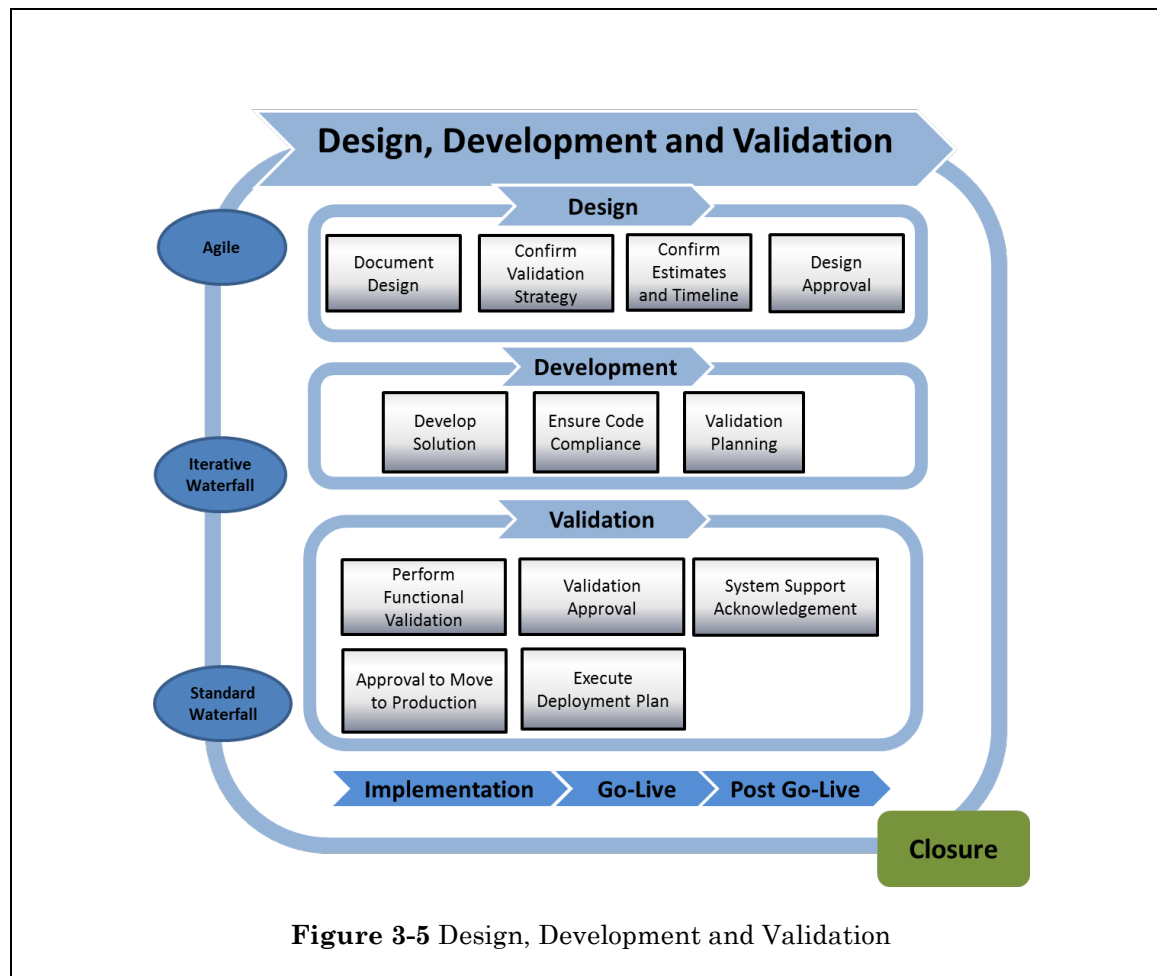 Design, Development and Validation
Agile
Iterative
Waterfall
Standard
Waterfall
Design
Document
Design
Confirm
Validation
Strategy
Confirm
Estimates
and Timeline
Design
Approval
Development
Develop
Solution
Ensure Code
Compliance
Validation
Planning
Validation
Perform
Functional
Validation
Validation
Approval
System Support
Acknowledgement
Approval to Move
to Production
Execute
Deployment Plan
Implementation
Go-Live
Post Go-Live
Closure
Figure 3-5 Design, Development and Validation